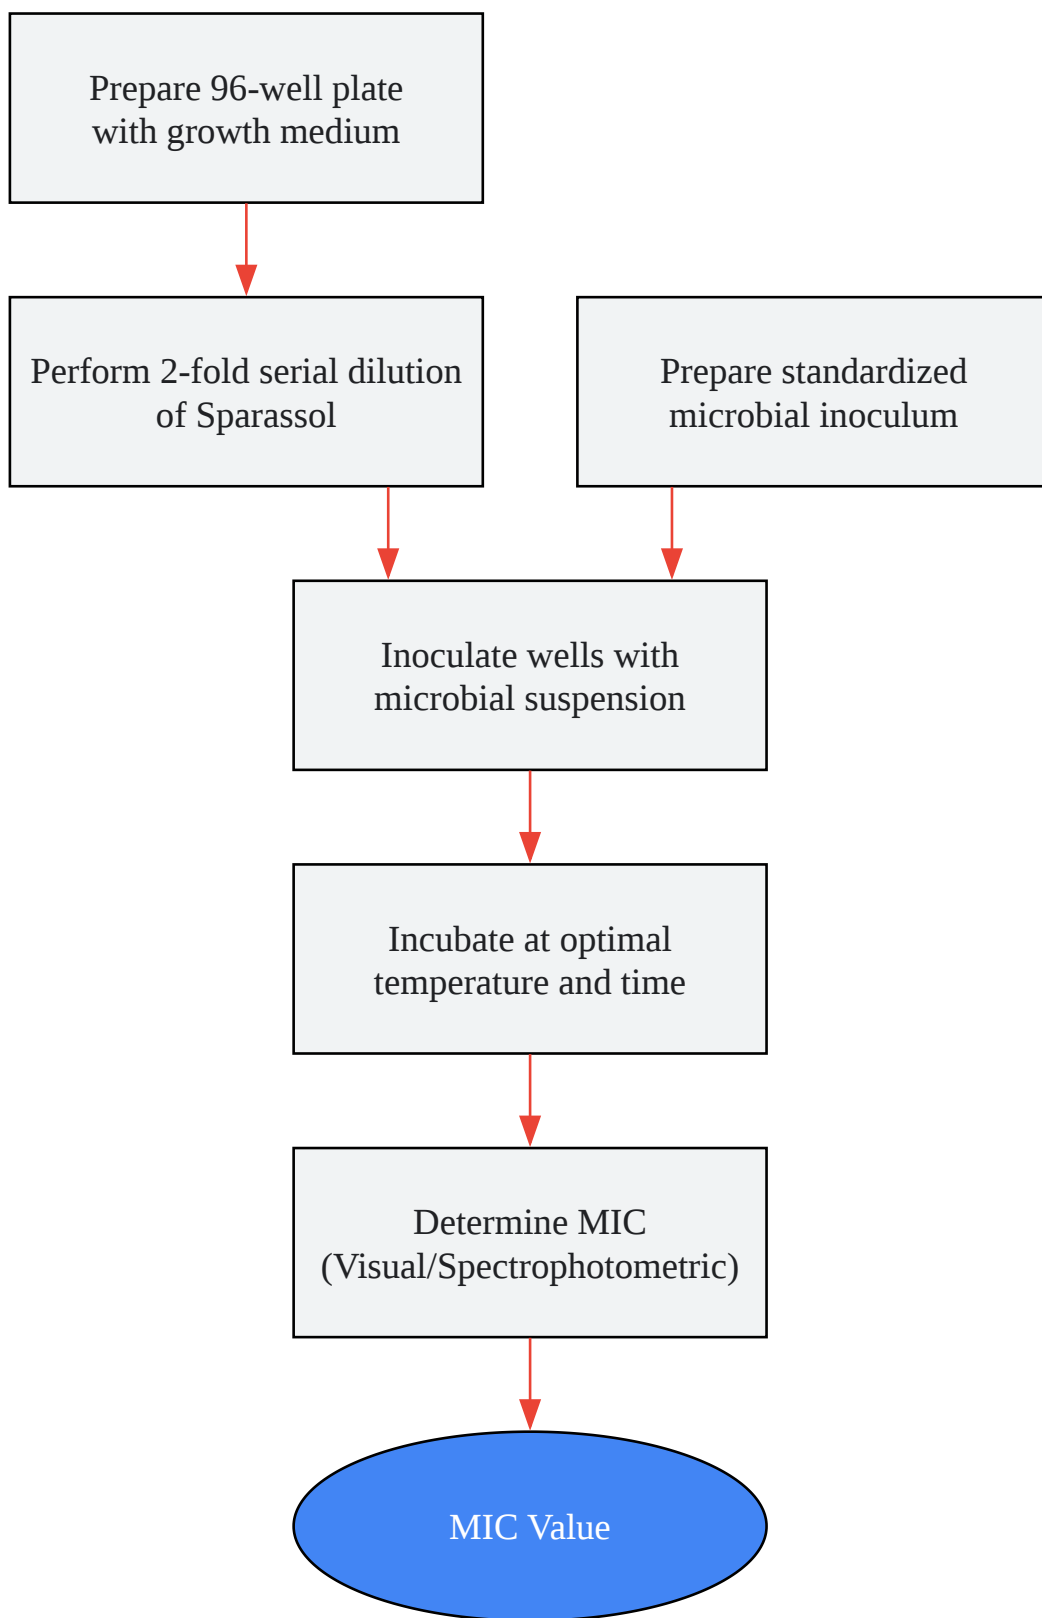 Prepare 96-well plate
with growth medium
Perform 2-fold serial dilution
of Sparassol
Prepare standardized
microbial inoculum
Inoculate wells with
microbial suspension
Incubate at optimal
temperature and time
Determine MIC
(Visual/Spectrophotometric)
MIC Value